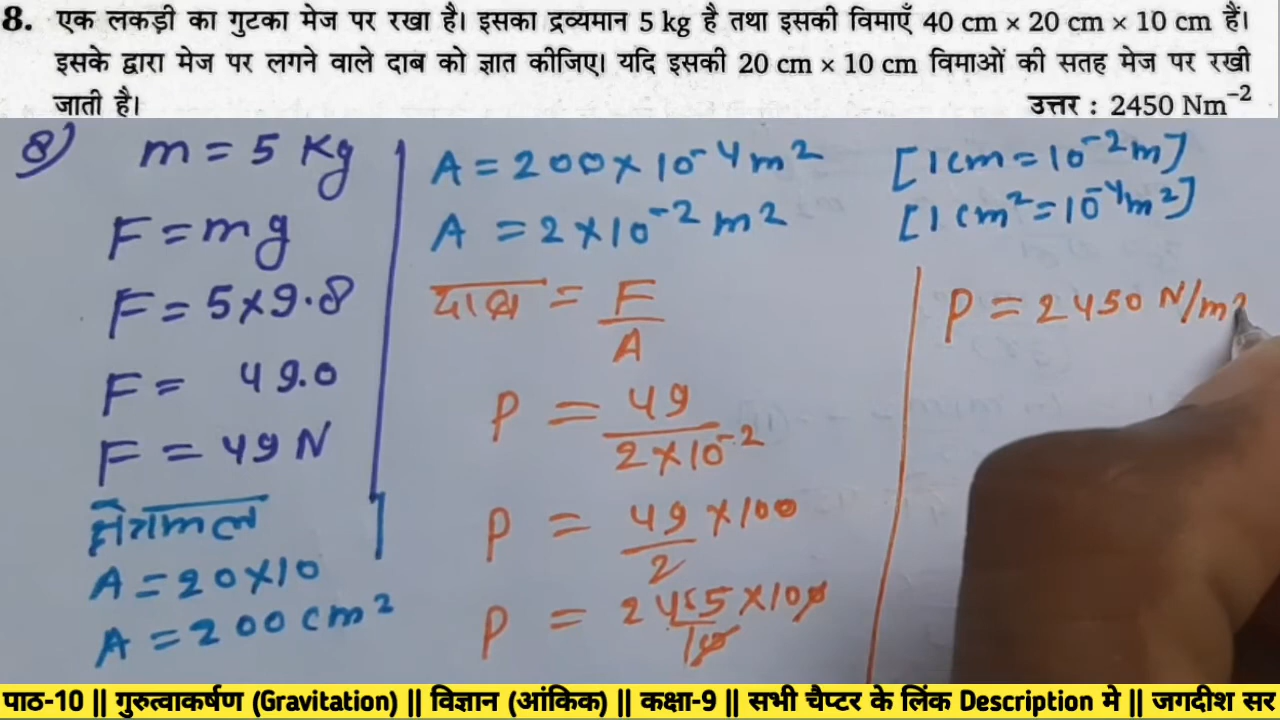 8. एक लकड़ी का गुटका मेज पर रखा है। इसका द्रव्यमान 5 kg है तथा इसकी विमाएँ 40 cm × 20 cm × 10 cm हैं।
इसके द्वारा मेज पर लगने वाले दाब को ज्ञात कीजिए। यदि इसकी 20 cm × 10 cm विमाओं की सतह मेज पर रखी
जाती है।
उत्तर : 2450 Nm⁻²
8)
m = 5 Kg
F = mg
F = 5×9.8
F = 49.0
F = 49 N
क्षेत्रफल
A = 20×10
A = 200 cm²
A = 200×10⁻⁴ m²
A = 2×10⁻² m²
[1 cm = 10⁻² m]
[1 cm² = 10⁻⁴ m²]
दाब = F/A
P = 49/2×10⁻²
P = 49/2 ×100
P = 245/10 ×100
P = 2450 N/m²
पाठ-10 || गुरुत्वाकर्षण (Gravitation) || विज्ञान (आंकिक) || कक्षा-9 || सभी चैप्टर के लिंक Description मे || जगदीश सर